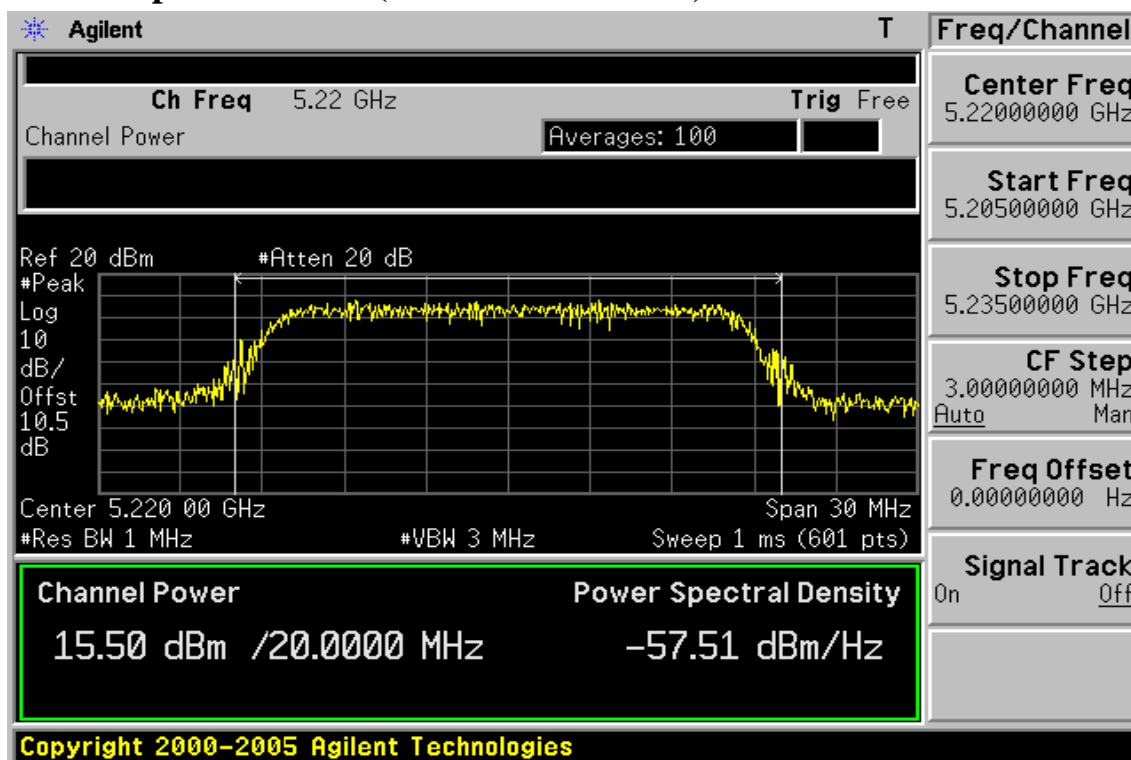 Agilent T
Freq/Channel
Ch Freq 5.22 GHz Trig Free
Channel Power Averages: 100
Ref 20 dBm #Atten 20 dB
#Peak
Log
10
dB/
Offst
10.5
dB
Center 5.220 00 GHz Span 30 MHz
#Res BW 1 MHz #VBW 3 MHz Sweep 1 ms (601 pts)
Channel Power Power Spectral Density
15.50 dBm /20.0000 MHz -57.51 dBm/Hz
Center Freq
5.22000000 GHz
Start Freq
5.20500000 GHz
Stop Freq
5.23500000 GHz
CF Step
3.00000000 MHz
Auto Man
Freq Offset
0.00000000 Hz
Signal Track
On Off
Copyright 2000-2005 Agilent Technologies